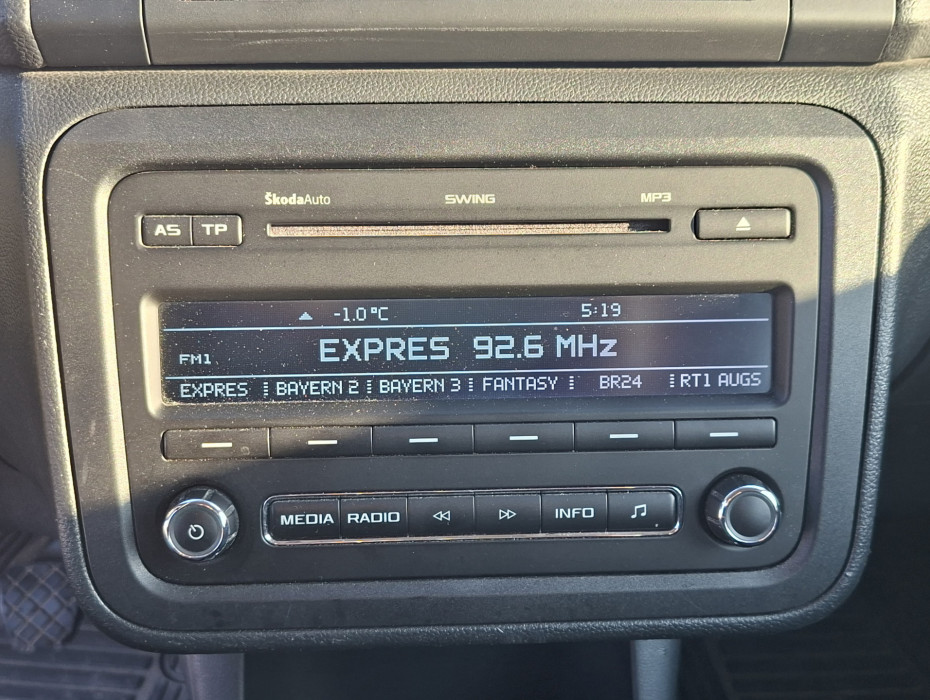 ŠkodaAuto SWING MP3
AS TP
-1.0°C 5:19
FM1 EXPRES 92.6 MHz
EXPRES BAYERN 2 BAYERN 3 FANTASY BR24 RT1 AUGS
MEDIA RADIO INFO